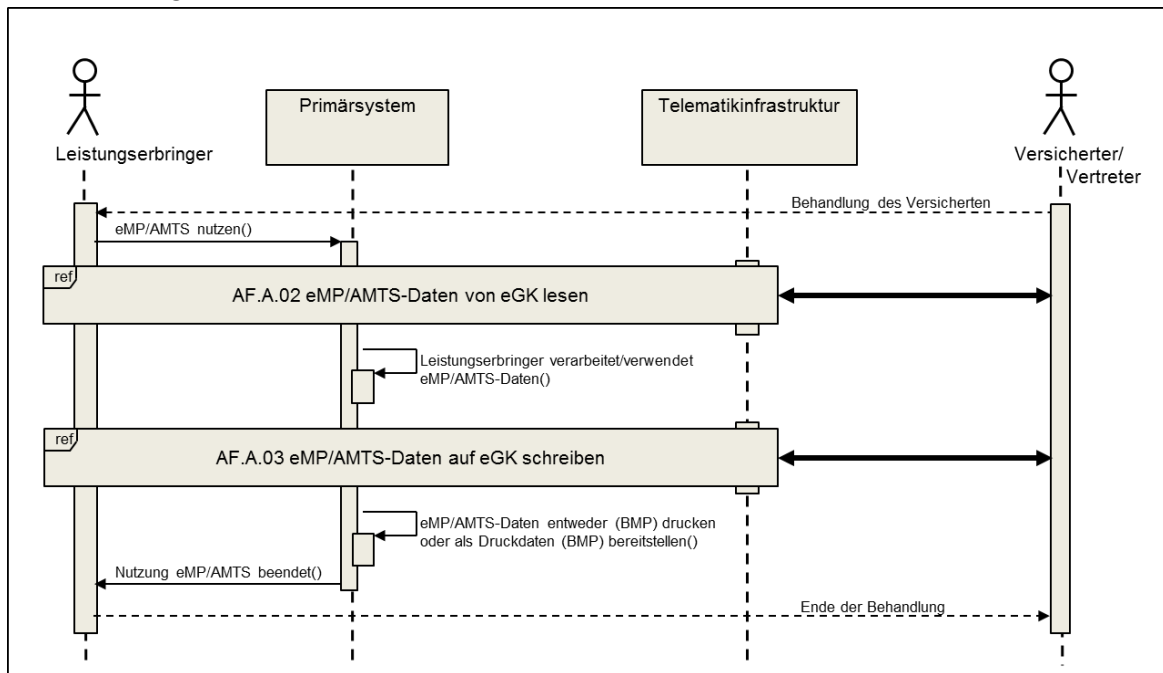 Primärsystem
Telematikinfrastruktur
Leistungserbringer
Versicherter/
Vertreter
Behandlung des Versicherten
eMP/AMTS nutzen()
ref
AF.A.02 eMP/AMTS-Daten von eGK lesen
Leistungserbringer verarbeitet/verwendet
eMP/AMTS-Daten()
ref
AF.A.03 eMP/AMTS-Daten auf eGK schreiben
eMP/AMTS-Daten entweder (BMP) drucken
oder als Druckdaten (BMP) bereitstellen()
Nutzung eMP/AMTS beendet()
Ende der Behandlung